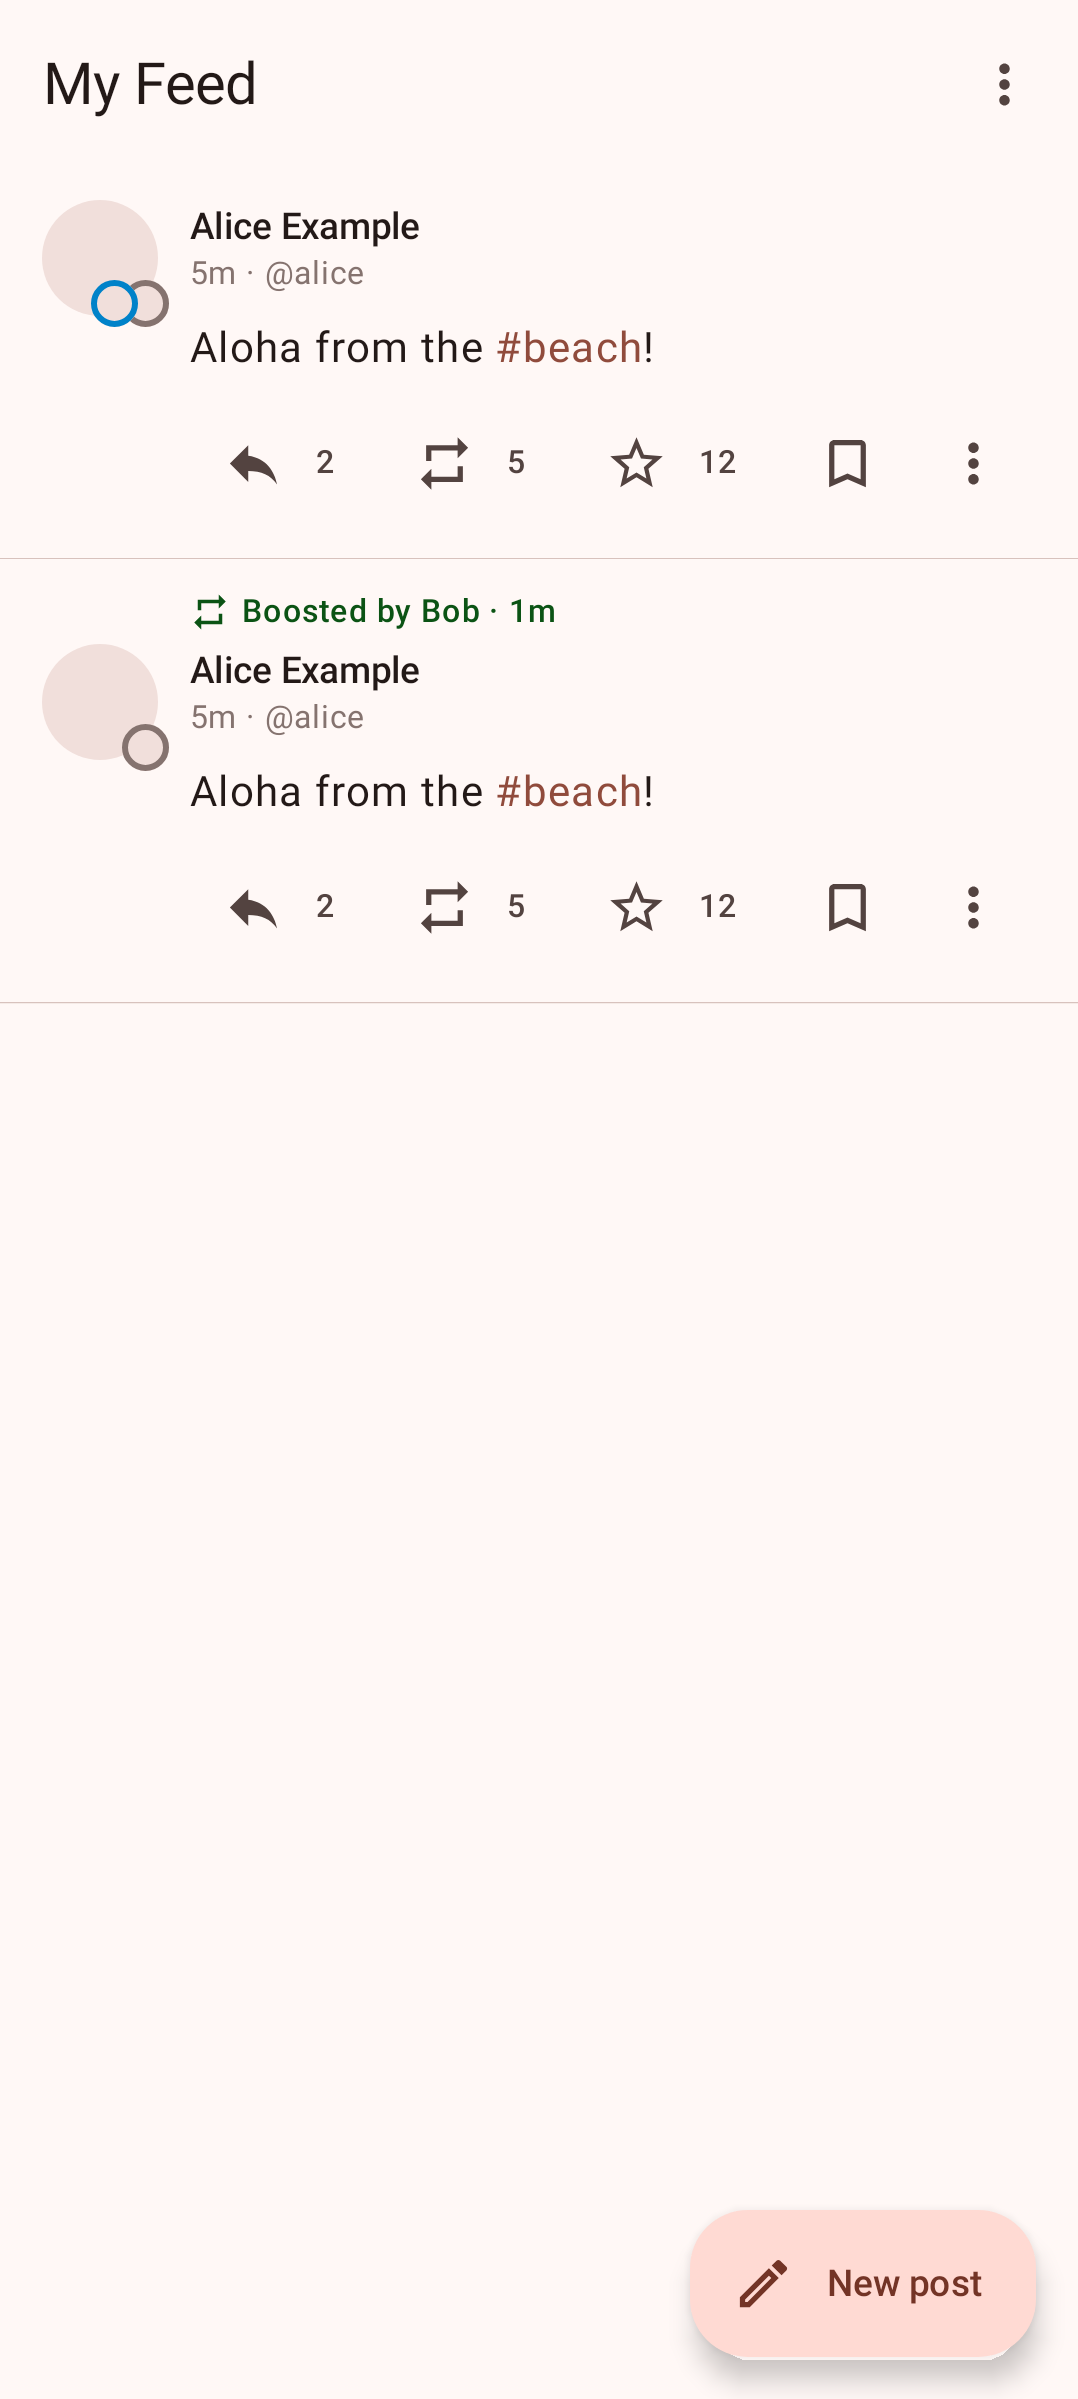 My Feed
Alice Example
5m · @alice
Aloha from the #beach!
2 5 12
Boosted by Bob · 1m
Alice Example
5m · @alice
Aloha from the #beach!
2 5 12
New post